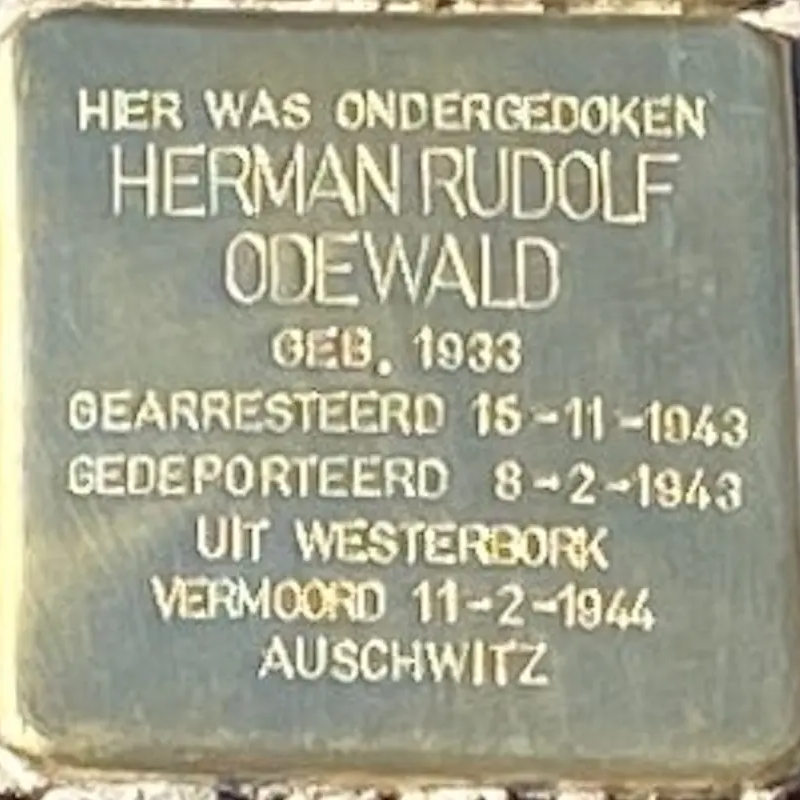 HIER WAS ONDERGEDOKEN
HERMAN RUDOLF
ODEWALD
GEB. 1933
GEARRESTEERD 15-11-1943
GEDEPORTEERD 8-2-1943
UIT WESTERBORK
VERMOORD 11-2-1944
AUSCHWITZ